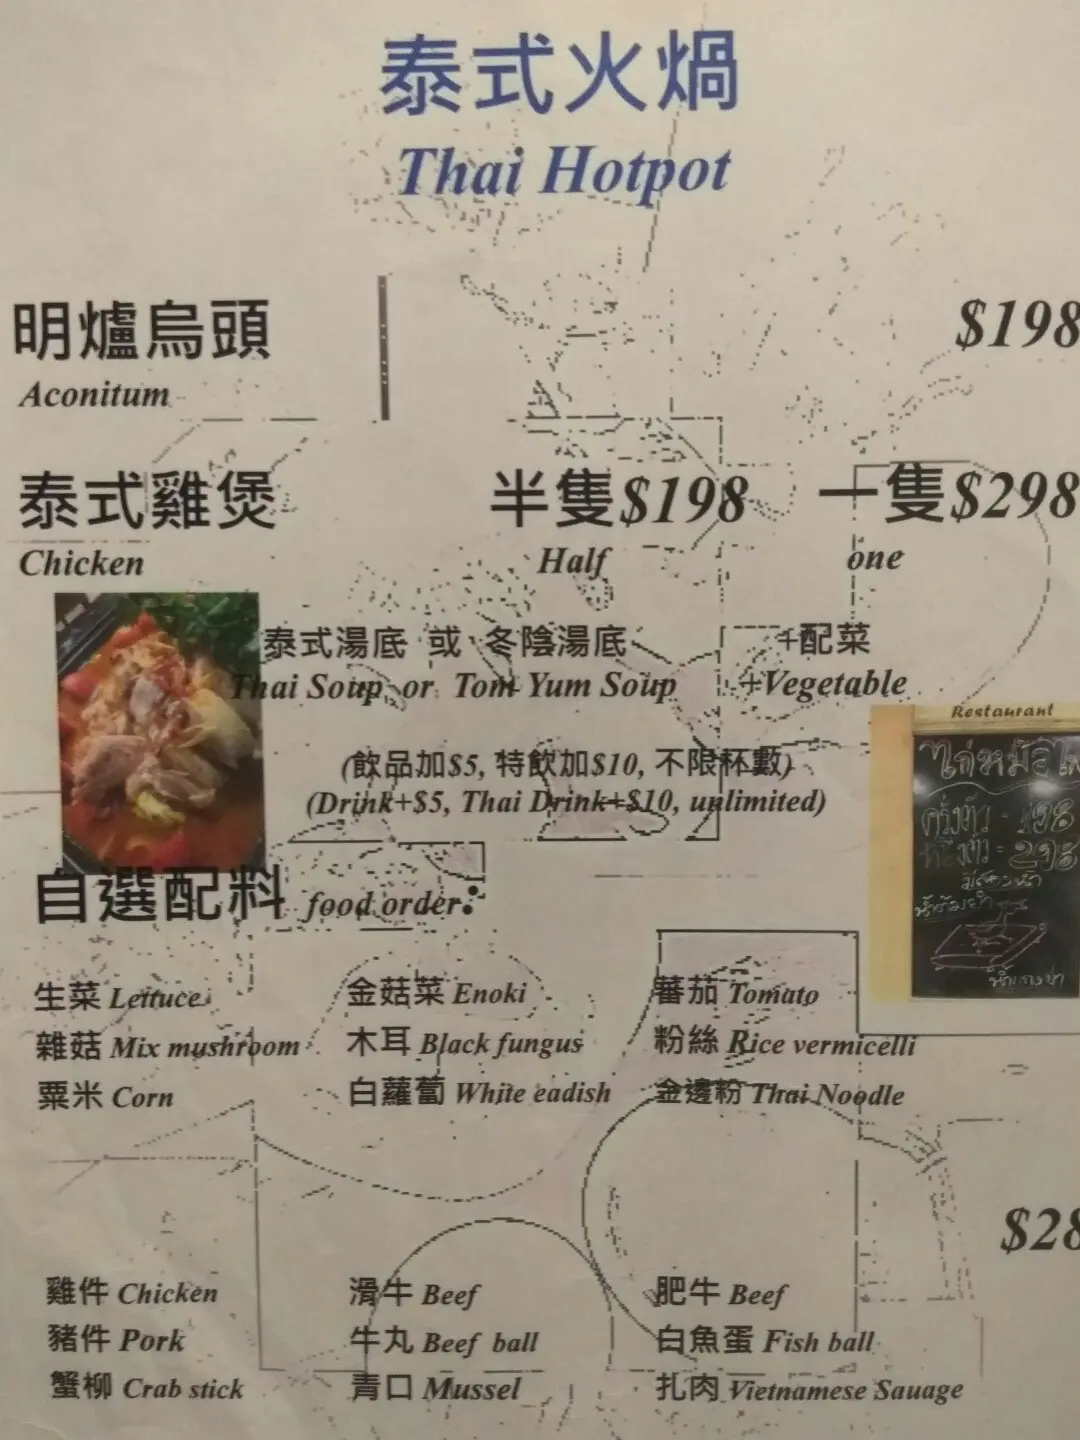 泰式火煱
Thai Hotpot
明爐烏頭 $198
Aconitum
泰式雞煲 半隻$198 一隻$298
Chicken Half one
泰式湯底 或 冬陰湯底 +配菜
Thai Soup or Tom Yum Soup +Vegetable
(飲品加$5, 特飲加$10, 不限杯數)
(Drink+$5, Thai Drink+$10, unlimited)
Restaurant
198
298
自選配料 food order:
生菜 Lettuce 金菇菜 Enoki 蕃茄 Tomato
雜菇 Mix mushroom 木耳 Black fungus 粉絲 Rice vermicelli
粟米 Corn 白蘿蔔 White eadish 金邊粉 Thai Noodle
$28
雞件 Chicken 滑牛 Beef 肥牛 Beef
豬件 Pork 牛丸 Beef ball 白魚蛋 Fish ball
蟹柳 Crab stick 青口 Mussel 扎肉 Vietnamese Sauage